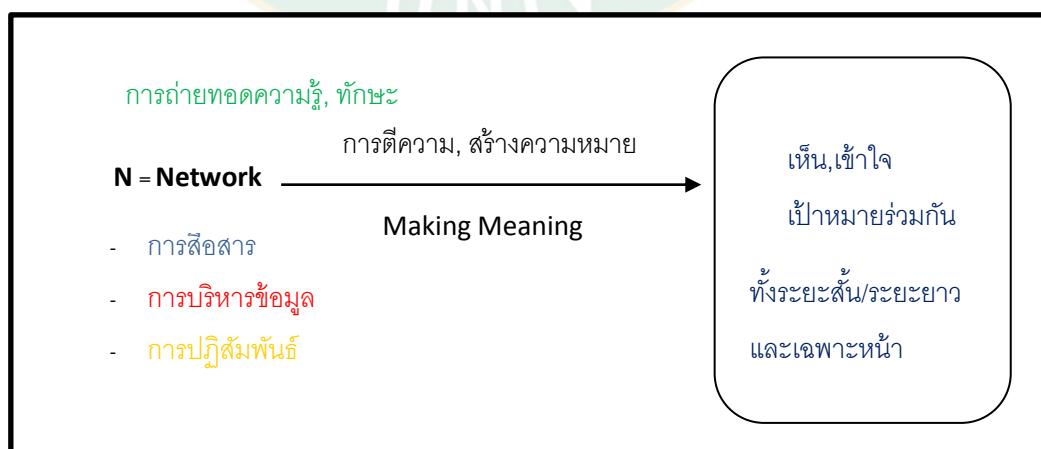 การถ่ายทอดความรู้, ทักษะ
การตีความ, สร้างความหมาย
N = Network
Making Meaning
- การสื่อสาร
- การบริหารข้อมูล
- การปฏิสัมพันธ์
เห็น,เข้าใจ
เป้าหมายร่วมกัน
ทั้งระยะสั้น/ระยะยาว
และเฉพาะหน้า